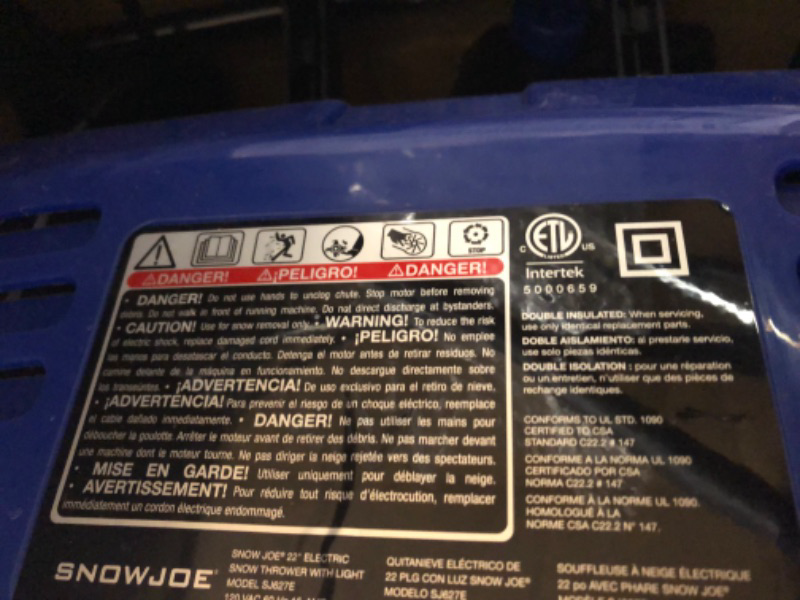 STOP
DANGER! ¡PELIGRO! DANGER!
• DANGER! Do not use hands to unclog chute. Stop motor before removing
debris. Do not walk in front of running machine. Do not direct discharge at bystanders.
• CAUTION! Use for snow removal only. • WARNING! To reduce the risk
of electric shock, replace damaged cord immediately. • ¡PELIGRO! No emplee
las manos para desatascar el conducto. Detenga el motor antes de retirar residuos. No
camine delante de la máquina en funcionamiento. No descargue directamente sobre
los transeúntes. • ¡ADVERTENCIA! De uso exclusivo para el retiro de nieve.
• ¡ADVERTENCIA! Para prevenir el riesgo de un choque eléctrico, reemplace
el cable dañado inmediatamente. • DANGER! Ne pas utiliser les mains pour
déboucher la goulotte. Arrêter le moteur avant de retirer des débris. Ne pas marcher devant
une machine dont le moteur tourne. Ne pas diriger la neige rejetée vers des spectateurs.
• MISE EN GARDE! Utiliser uniquement pour déblayer la neige.
• AVERTISSEMENT! Pour réduire tout risque d'électrocution, remplacer
immédiatement un cordon électrique endommagé.
C ETL US
LISTED
Intertek
5000659
DOUBLE INSULATED: When servicing,
use only identical replacement parts.
DOBLE AISLAMIENTO: al prestarle servicio,
use solo piezas idénticas.
DOUBLE ISOLATION : pour une réparation
ou un entretien, n'utiliser que des pièces de
rechange identiques.
CONFORMS TO UL STD. 1090
CERTIFIED TO CSA
STANDARD C22.2 # 147
CONFORME A LA NORMA UL 1090
CERTIFICADO POR CSA
NORMA C22.2 # 147
CONFORME À LA NORME UL 1090.
HOMOLOGUÉ À LA
NORME CSA C22.2 N° 147.
SNOWJOE®
SNOW JOE® 22" ELECTRIC
SNOW THROWER WITH LIGHT
MODEL SJ627E
120 VAC 60 Hz 15
QUITANIEVE ELÉCTRICO DE
22 PLG CON LUZ SNOW JOE®
MODELO SJ627E
SOUFFLEUSE À NEIGE ÉLECTRIQUE
22 po AVEC PHARE SNOW JOE®
MODÈLE SJ627E